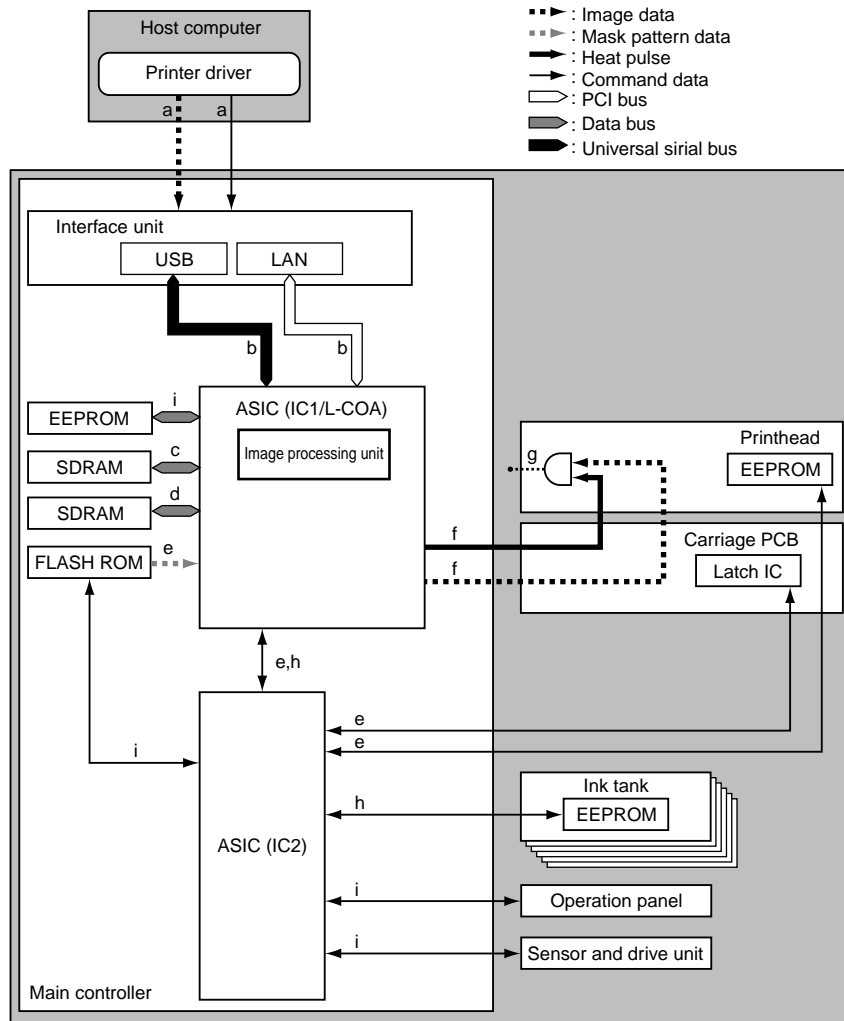 Host computer
Printer driver
a
a
: Image data
: Mask pattern data
: Heat pulse
: Command data
: PCI bus
: Data bus
: Universal sirial bus
Interface unit
USB
LAN
b
b
ASIC (IC1/L-COA)
Image processing unit
EEPROM
i
SDRAM
c
SDRAM
d
FLASH ROM
e
f
f
g
Printhead
EEPROM
Carriage PCB
Latch IC
e,h
i
e
e
h
Ink tank
EEPROM
ASIC (IC2)
i
Operation panel
i
Sensor and drive unit
Main controller